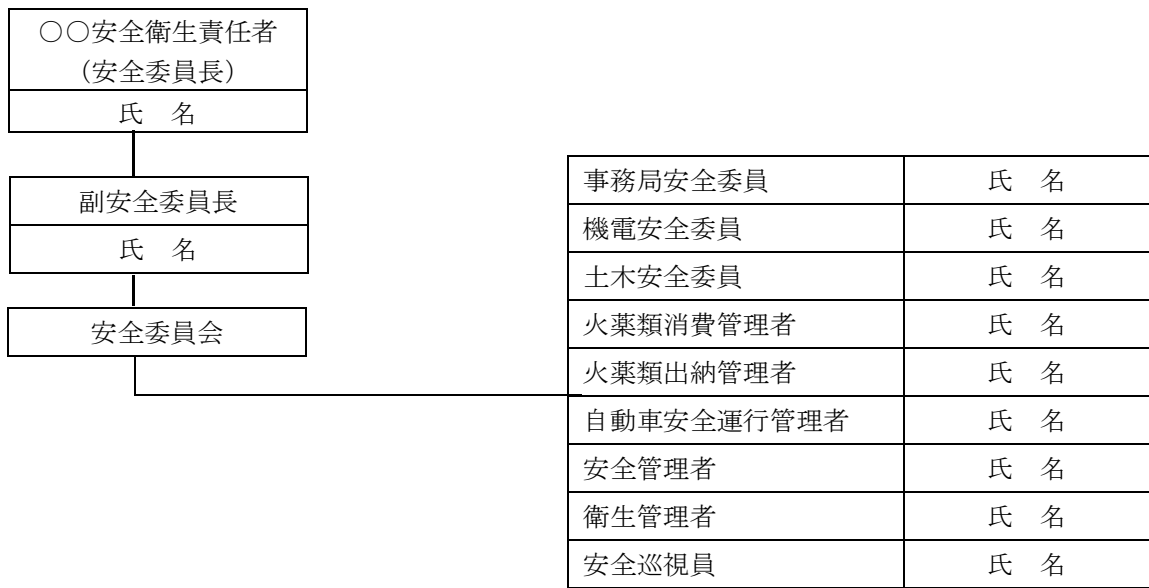 ○○安全衛生責任者
（安全委員長）
氏　名
副安全委員長
氏　名
安全委員会
事務局安全委員　氏　名
機電安全委員　氏　名
土木安全委員　氏　名
火薬類消費管理者　氏　名
火薬類出納管理者　氏　名
自動車安全運行管理者　氏　名
安全管理者　氏　名
衛生管理者　氏　名
安全巡視員　氏　名